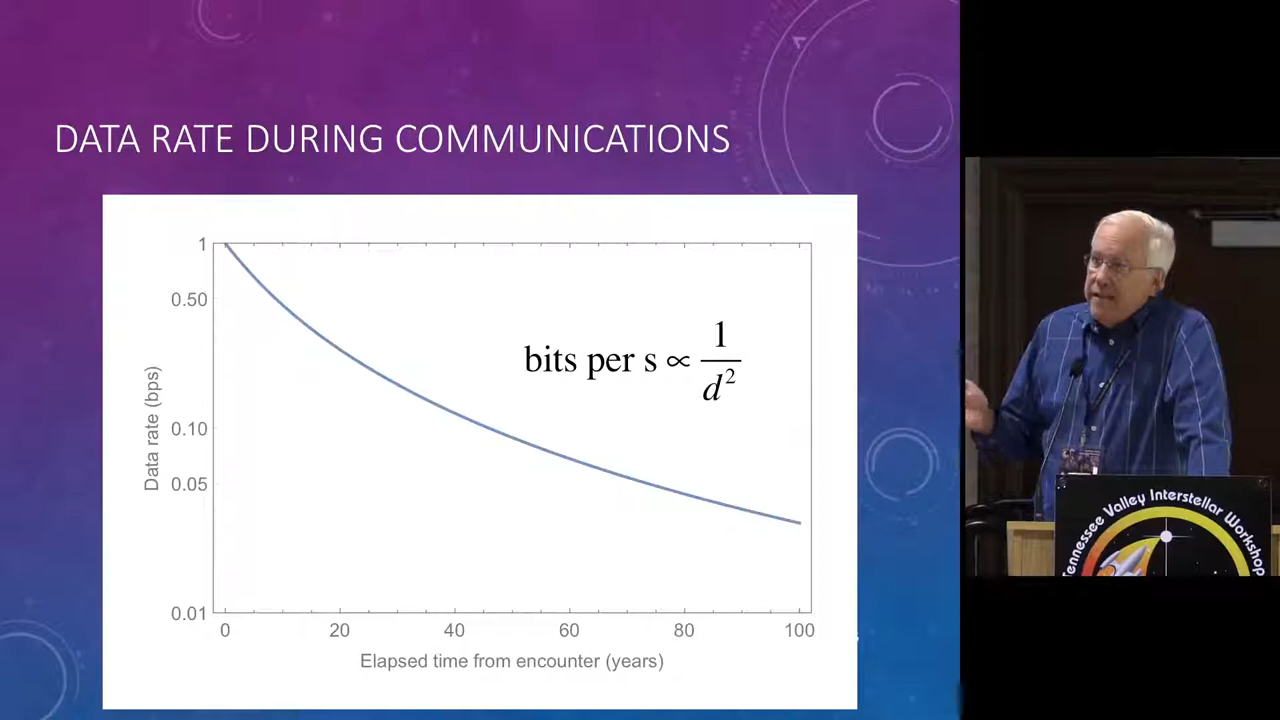 DATA RATE DURING COMMUNICATIONS
1
0.50
0.10
0.05
0.01
Data rate (bps)
bits per s ∝ 1/d²
0 20 40 60 80 100
Elapsed time from encounter (years)
Tennessee Valley Interstellar Workshop